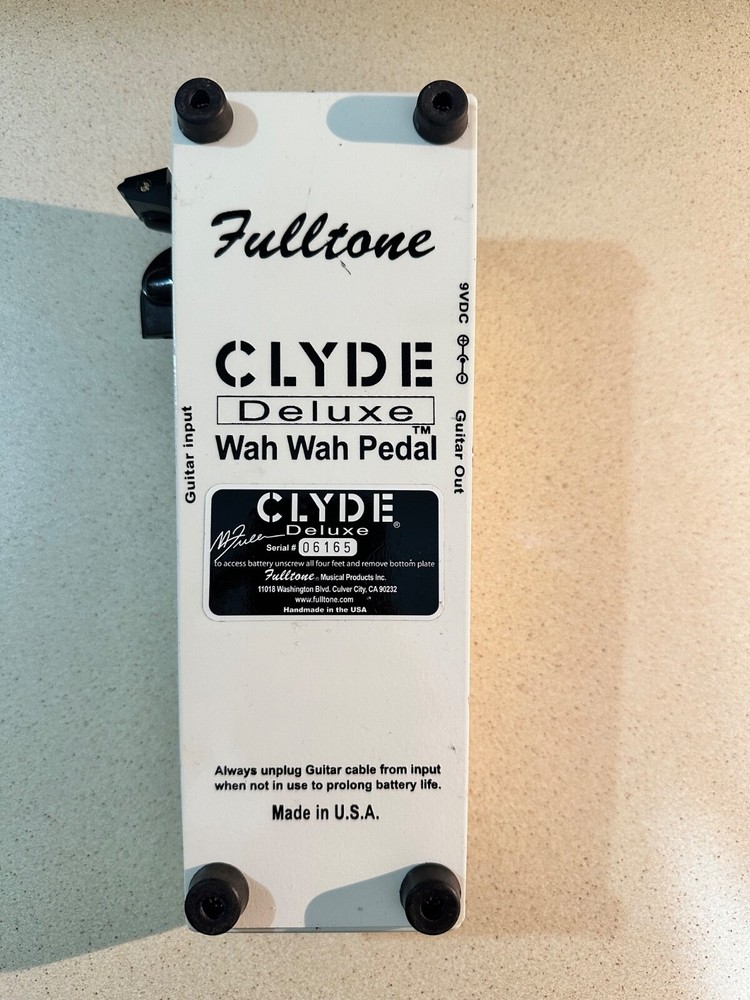 Fulltone
9VDC
CLYDE
Deluxe
Wah Wah Pedal™
Guitar input
Guitar Out
CLYDE®
Deluxe
M Fuller
Serial # 06165
to access battery unscrew all four feet and remove bottom plate
Fulltone® Musical Products Inc.
11018 Washington Blvd. Culver City, CA 90232
www.fulltone.com
Handmade in the USA
Always unplug Guitar cable from input
when not in use to prolong battery life.
Made in U.S.A.